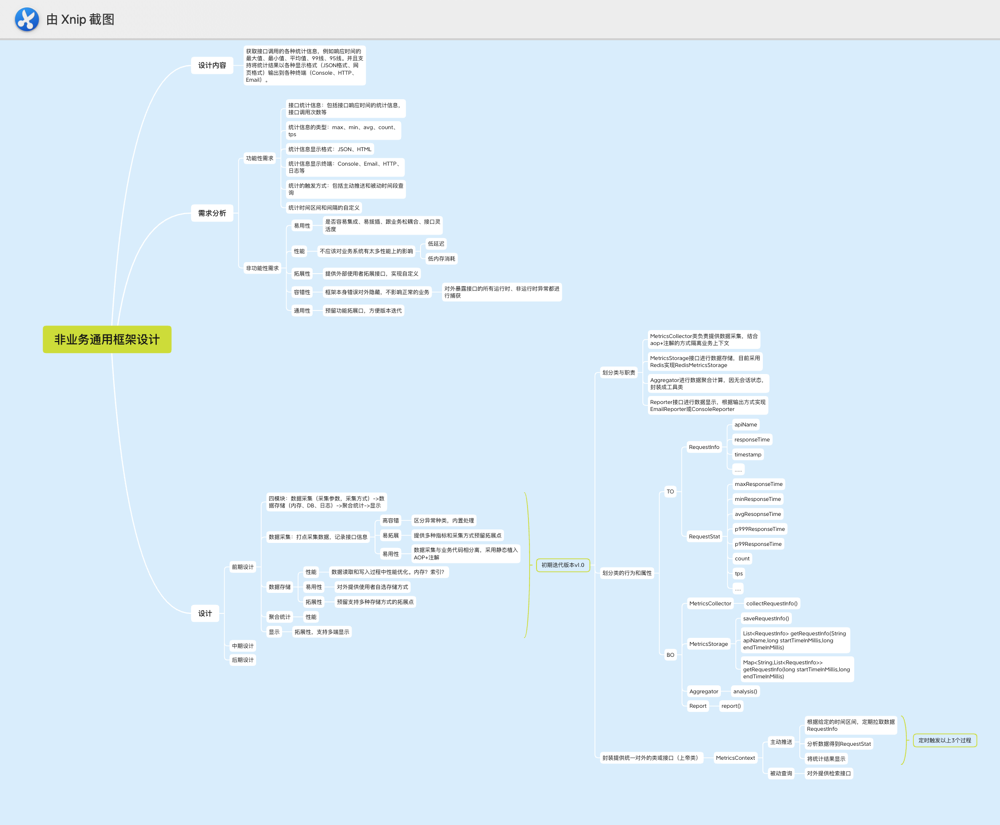 由 Xnip 截图
设计内容
获取接口调用的各种统计信息，例如响应时间的
最大值、最小值、平均值、99线、95线。并且支
持将统计结果以各种显示格式（JSON格式、网
页格式）输出到各种终端（Console、HTTP、
Email）。
需求分析
功能性需求
接口统计信息：包括接口响应时间的统计信息，
接口调用次数等
统计信息的类型：max、min、avg、count、
tps
统计信息显示格式：JSON、HTML
统计信息显示终端：Console、Email、HTTP、
日志等
统计的触发方式：包括主动推送和被动时间段查
询
统计时间区间和间隔的自定义
非功能性需求
易用性
是否容易集成、易拔插、跟业务松耦合、接口灵
活度
性能
不应该对业务系统有太多性能上的影响
低延迟
低内存消耗
拓展性
提供外部使用者拓展接口，实现自定义
容错性
框架本身错误对外隐藏，不影响正常的业务
对外暴露接口的所有运行时、非运行时异常都进
行捕获
通用性
预留功能拓展口，方便版本迭代
非业务通用框架设计
设计
前期设计
四模块：数据采集（采集参数、采集方式）->数
据存储（内存、DB、日志）->聚合统计->显示
数据采集：打点采集数据，记录接口信息
高容错
区分异常种类，内置处理
易拓展
提供多种指标和采集方式预留拓展点
易用性
数据采集与业务代码相分离，采用静态植入
AOP+注解
数据存储
性能
数据读取和写入过程中性能优化、内存？索引？
易用性
对外提供使用者自选存储方式
拓展性
预留支持多种存储方式的拓展点
聚合统计
性能
显示
拓展性，支持多端显示
中期设计
后期设计
初期迭代版本v1.0
划分类与职责
MetricsCollector类负责提供数据采集，结合
aop+注解的方式隔离业务上下文
MetricsStorage接口进行数据存储，目前采用
Redis实现RedisMetricsStorage
Aggregator进行数据聚合计算，因无会话状态，
封装成工具类
Reporter接口进行数据显示，根据输出方式实现
EmailReporter或ConsoleReporter
划分类的行为和属性
TO
RequestInfo
apiName
responseTime
timestamp
.....
RequestStat
maxResponseTime
minResponseTime
avgResopnseTime
p999ResponseTime
p99ResponseTime
count
tps
....
BO
MetricsCollector
collectRequestInfo()
MetricsStorage
saveRequestInfo()
List<RequestInfo> getRequestInfo(String
apiName,long startTimeInMillis,long
endTimeInMillis)
Map<String,List<RequestInfo>>
getRequestInfo(long startTimeInMillis,long
endTimeInMillis)
Aggregator
analysis()
Report
report()
封装提供统一对外的类或接口（上帝类）
MetricsContext
主动推送
根据给定的时间区间，定期拉取数据
RequestInfo
分析数据得到RequestStat
将统计结果显示
定时触发以上3个过程
被动查询
对外提供检索接口